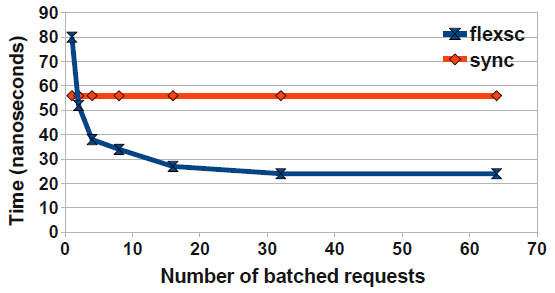 90
80
70
60
50
40
30
20
10
0
Time (nanoseconds)
flexsc
sync
0 10 20 30 40 50 60 70
Number of batched requests